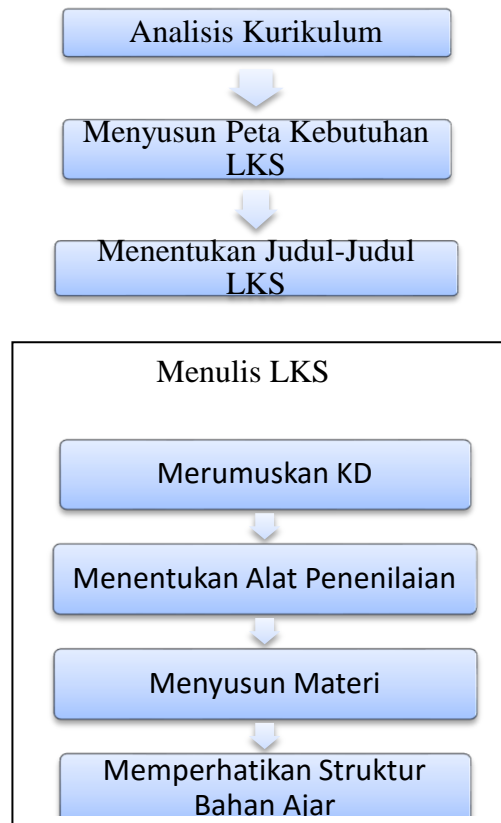 Analisis Kurikulum
Menyusun Peta Kebutuhan
LKS
Menentukan Judul-Judul
LKS
Menulis LKS
Merumuskan KD
Menentukan Alat Penenilaian
Menyusun Materi
Memperhatikan Struktur
Bahan Ajar